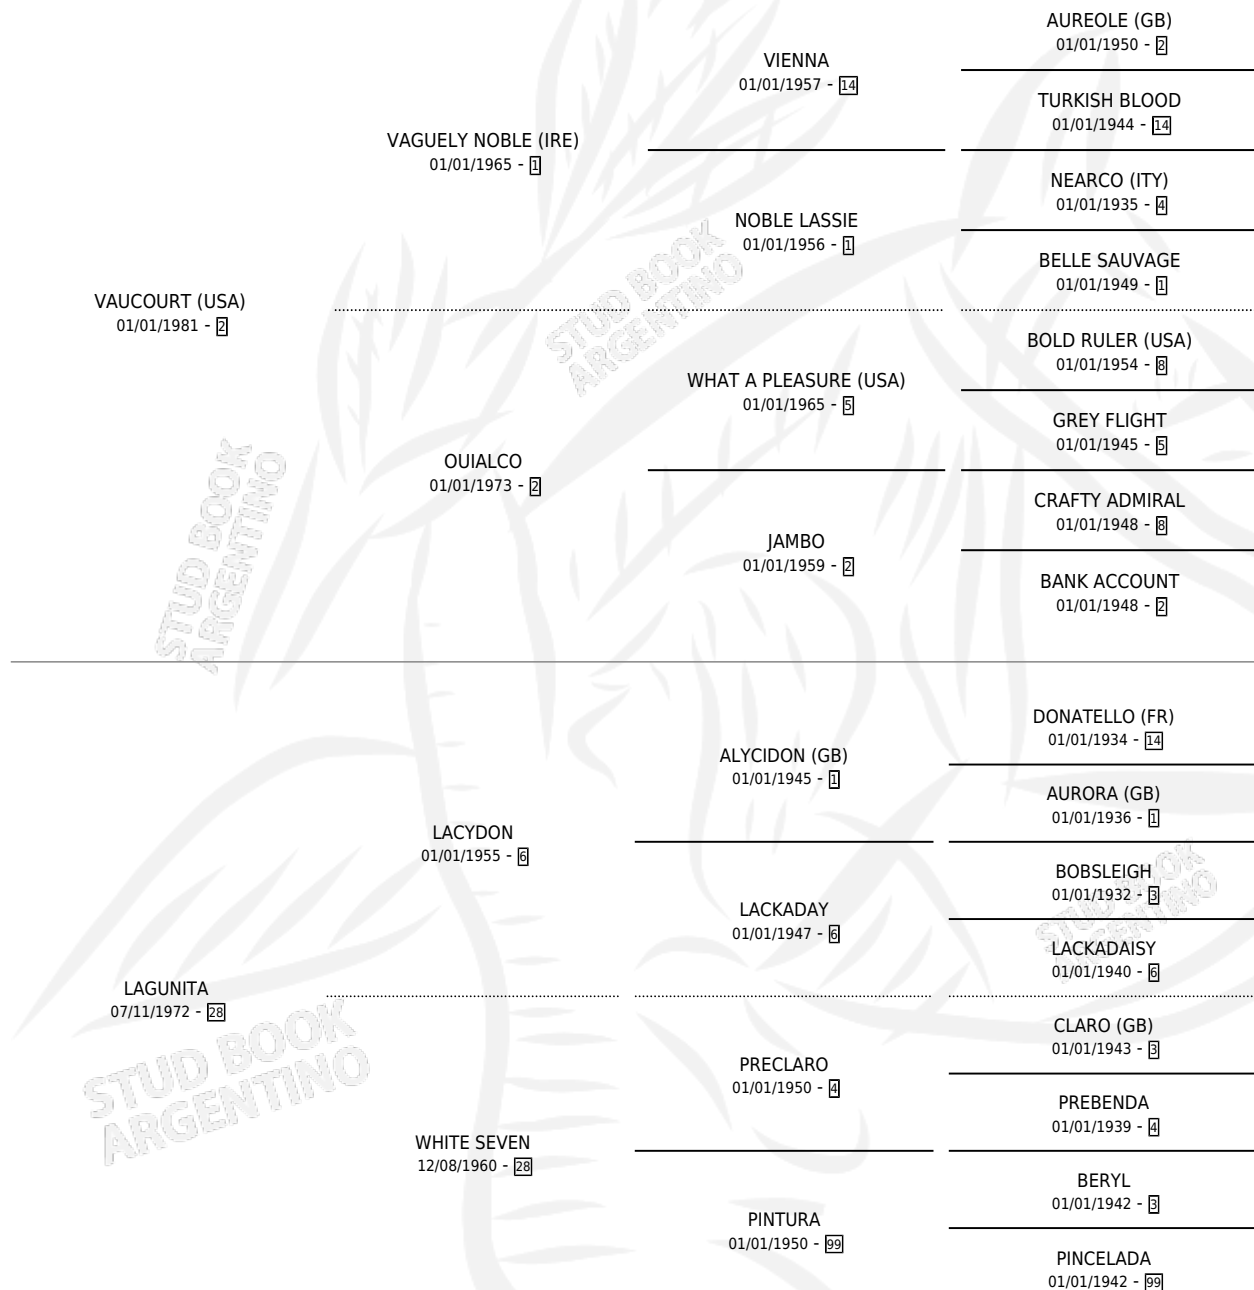 AUREOLE (GB)
01/01/1950 - 2
VIENNA
01/01/1957 - 14
TURKISH BLOOD
01/01/1944 - 14
VAGUELY NOBLE (IRE)
01/01/1965 - 1
NEARCO (ITY)
01/01/1935 - 4
NOBLE LASSIE
01/01/1956 - 1
BELLE SAUVAGE
01/01/1949 - 1
VAUCOURT (USA)
01/01/1981 - 2
STUD BOOK
ARGENTINO
BOLD RULER (USA)
01/01/1954 - 8
WHAT A PLEASURE (USA)
01/01/1965 - 5
GREY FLIGHT
01/01/1945 - 5
OUIALCO
01/01/1973 - 2
CRAFTY ADMIRAL
01/01/1948 - 8
JAMBO
01/01/1959 - 2
BANK ACCOUNT
01/01/1948 - 2
STUD BOOK
ARGENTINO
DONATELLO (FR)
01/01/1934 - 14
ALYCIDON (GB)
01/01/1945 - 1
AURORA (GB)
01/01/1936 - 1
LACYDON
01/01/1955 - 6
BOBSLEIGH
01/01/1932 - 3
LACKADAY
01/01/1947 - 6
LACKADAISY
01/01/1940 - 6
STUD BOOK
ARGENTINO
LAGUNITA
07/11/1972 - 28
CLARO (GB)
01/01/1943 - 3
PRECLARO
01/01/1950 - 4
PREBENDA
01/01/1939 - 4
STUD BOOK
ARGENTINO
WHITE SEVEN
12/08/1960 - 28
BERYL
01/01/1942 - 3
PINTURA
01/01/1950 - 99
PINCELADA
01/01/1942 - 99